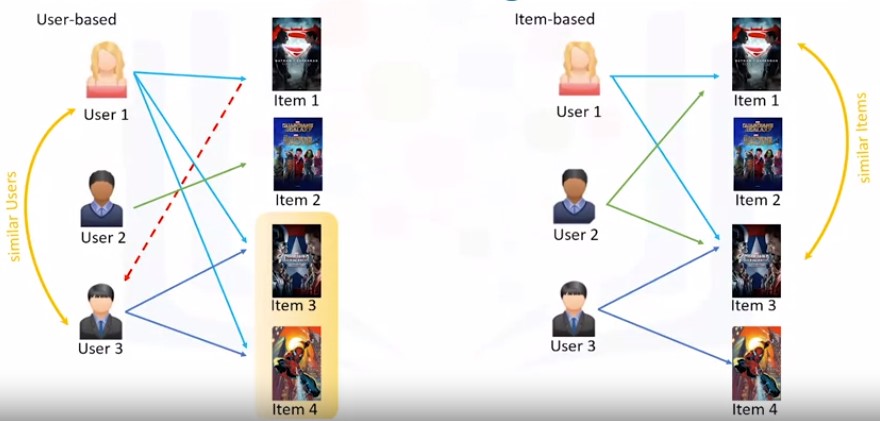 User-based
User 1
User 2
User 3
similar Users
Item 1
Item 2
Item 3
Item 4
Item-based
User 1
User 2
User 3
Item 1
Item 2
Item 3
Item 4
similar Items